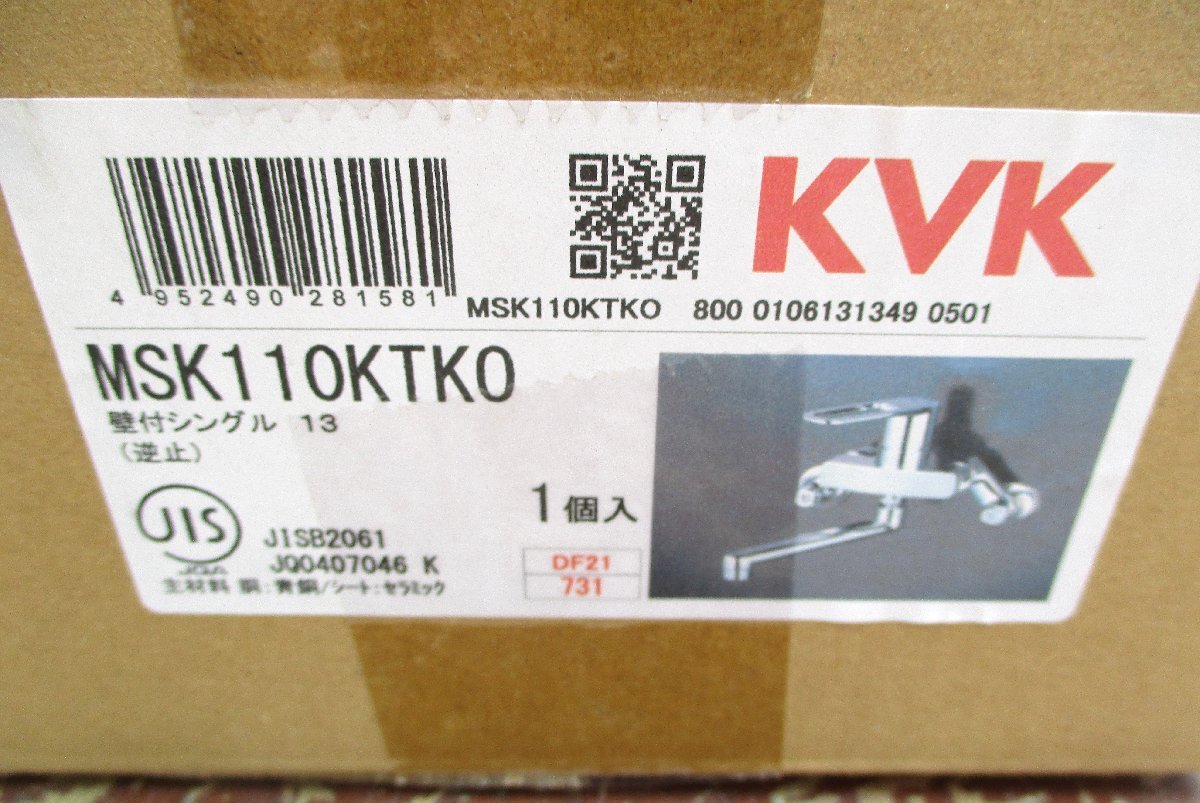 KVK
4 952490 281581
MSK110KTKO 800 0106131349 0501
MSK110KTKO
壁付シングル 13
(逆止)
1個入
JIS
JISB2061
JQ0407046 K
主材料 胴:青銅/シート:セラミック
DF21
731